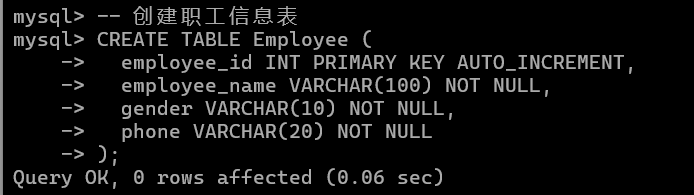 mysql> -- 创建职工信息表
mysql> CREATE TABLE Employee (
    ->   employee_id INT PRIMARY KEY AUTO_INCREMENT,
    ->   employee_name VARCHAR(100) NOT NULL,
    ->   gender VARCHAR(10) NOT NULL,
    ->   phone VARCHAR(20) NOT NULL
    -> );
Query OK, 0 rows affected (0.06 sec)